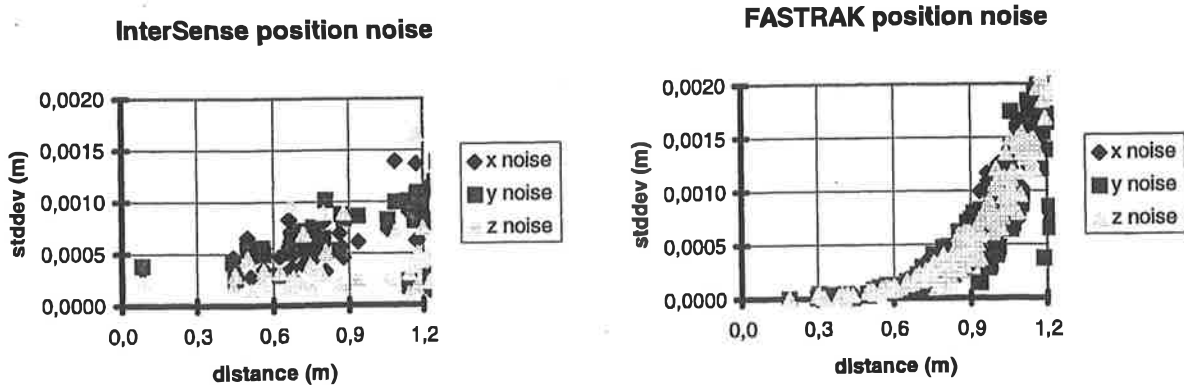 InterSense position noise
0,0020
0,0015
0,0010
0,0005
0,0000
stddev (m)
0,0
0,3
0,6
0,9
1,2
distance (m)
x noise
y noise
z noise
FASTRAK position noise
0,0020
0,0015
0,0010
0,0005
0,0000
stddev (m)
0,0
0,3
0,6
0,9
1,2
distance (m)
x noise
y noise
z noise